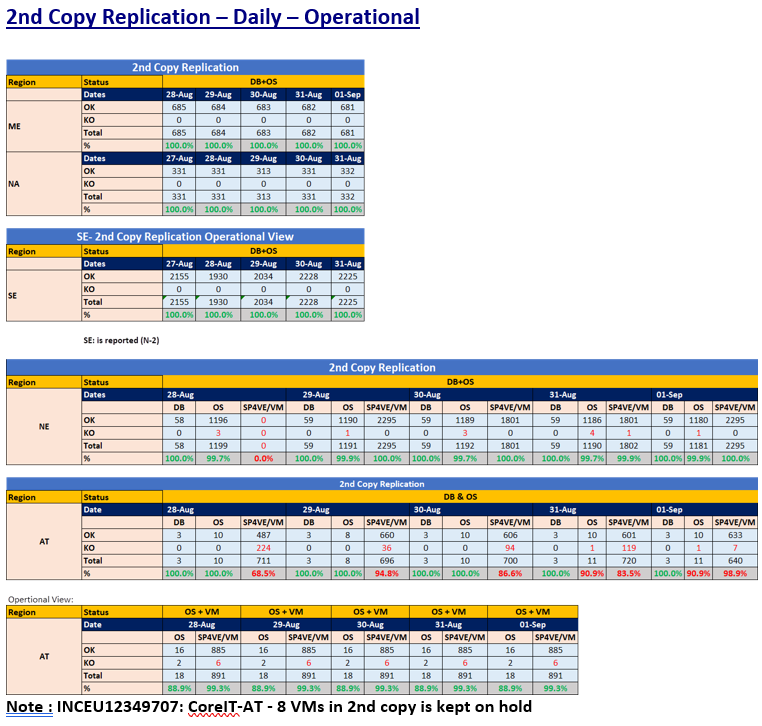 2nd Copy Replication – Daily – Operational
2nd Copy Replication
Region Status DB+OS
Dates 28-Aug 29-Aug 30-Aug 31-Aug 01-Sep
OK 685 684 683 682 681
KO 0 0 0 0 0
ME
Total 685 684 683 682 681
% 100.0% 100.0% 100.0% 100.0% 100.0%
Dates 27-Aug 28-Aug 29-Aug 30-Aug 31-Aug
OK 331 331 313 331 332
NA KO 0 0 0 0 0
Total 331 331 313 331 332
% 100.0% 100.0% 100.0% 100.0% 100.0%
SE- 2nd Copy Replication Operational View
Region Status DB+OS
Dates 27-Aug 28-Aug 29-Aug 30-Aug 31-Aug
OK 2155 1930 2034 2228 2225
KO 0 0 0 0 0
SE
Total 2155 1930 2034 2228 2225
% 100.0% 100.0% 100.0% 100.0% 100.0%
SE: is reported (N-2)
2nd Copy Replication
Region Status DB+OS
Dates 28-Aug 29-Aug 30-Aug 31-Aug 01-Sep
DB OS SP4VE/VM DB OS SP4VE/VM DB OS SP4VE/VM DB OS SP4VE/VM DB OS SP4VE/VM
NE
OK 58 1196 0 59 1190 2295 59 1189 1801 59 1186 1801 59 1180 2295
KO 0 3 0 0 1 0 0 3 0 0 4 1 0 1 0
Total 58 1199 0 59 1191 2295 59 1192 1801 59 1190 1802 59 1181 2295
% 100.0% 99.7% 0.0% 100.0% 99.9% 100.0% 100.0% 99.7% 100.0% 100.0% 99.7% 99.9% 100.0% 99.9% 100.0%
2nd Copy Replication
Region Status DB & OS
Date 28-Aug 29-Aug 30-Aug 31-Aug 01-Sep
DB OS SP4VE/VM DB OS SP4VE/VM DB OS SP4VE/VM DB OS SP4VE/VM DB OS SP4VE/VM
OK 3 10 487 3 8 660 3 10 606 3 10 601 3 10 633
AT
KO 0 0 224 0 0 36 0 0 94 0 1 119 0 1 7
Total 3 10 711 3 8 696 3 10 700 3 11 720 3 11 640
% 100.0% 100.0% 68.5% 100.0% 100.0% 94.8% 100.0% 100.0% 86.6% 100.0% 90.9% 83.5% 100.0% 90.9% 98.9%
Opertional View:
Region Status OS + VM OS + VM OS + VM OS + VM OS + VM
Date 28-Aug 29-Aug 30-Aug 31-Aug 01-Sep
OS SP4VE/VM OS SP4VE/VM OS SP4VE/VM OS SP4VE/VM OS SP4VE/VM
OK 16 885 16 885 16 885 16 885 16 885
AT
KO 2 6 2 6 2 6 2 6 2 6
Total 18 891 18 891 18 891 18 891 18 891
% 88.9% 99.3% 88.9% 99.3% 88.9% 99.3% 88.9% 99.3% 88.9% 99.3%
Note : INCEU12349707: CoreIT-AT - 8 VMs in 2nd copy is kept on hold